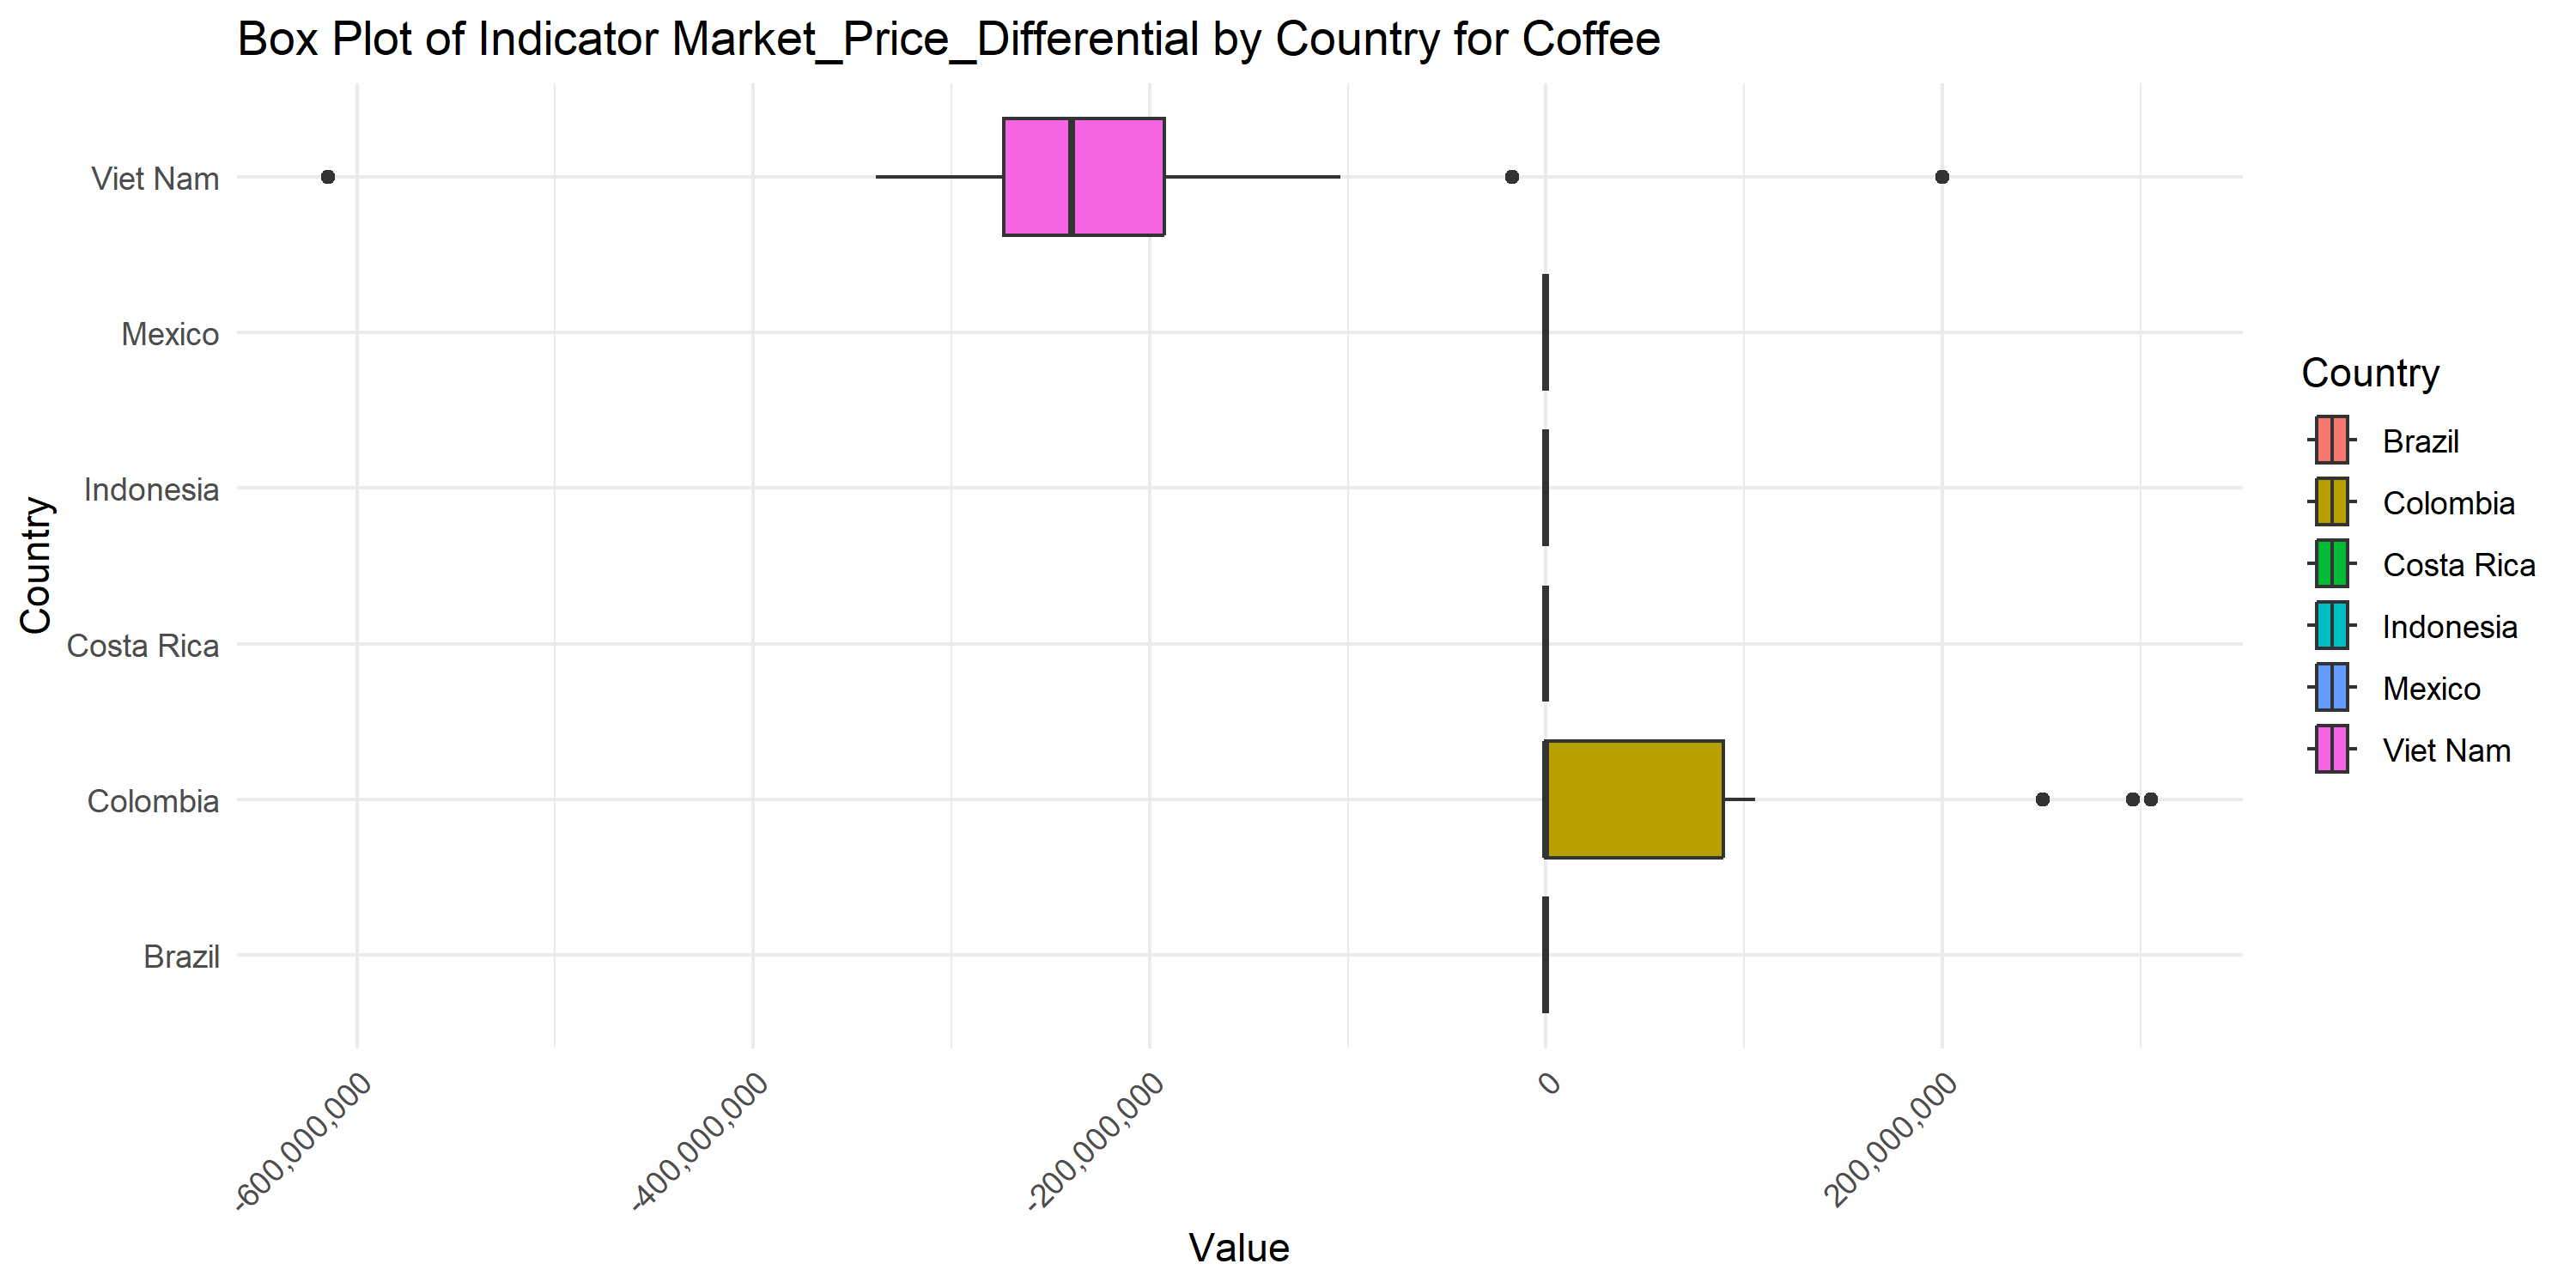 Box Plot of Indicator Market_Price_Differential by Country for Coffee
Country
Viet Nam
Mexico
Indonesia
Costa Rica
Colombia
Brazil
-600,000,000
-400,000,000
-200,000,000
0
200,000,000
Value
Country
Brazil
Colombia
Costa Rica
Indonesia
Mexico
Viet Nam